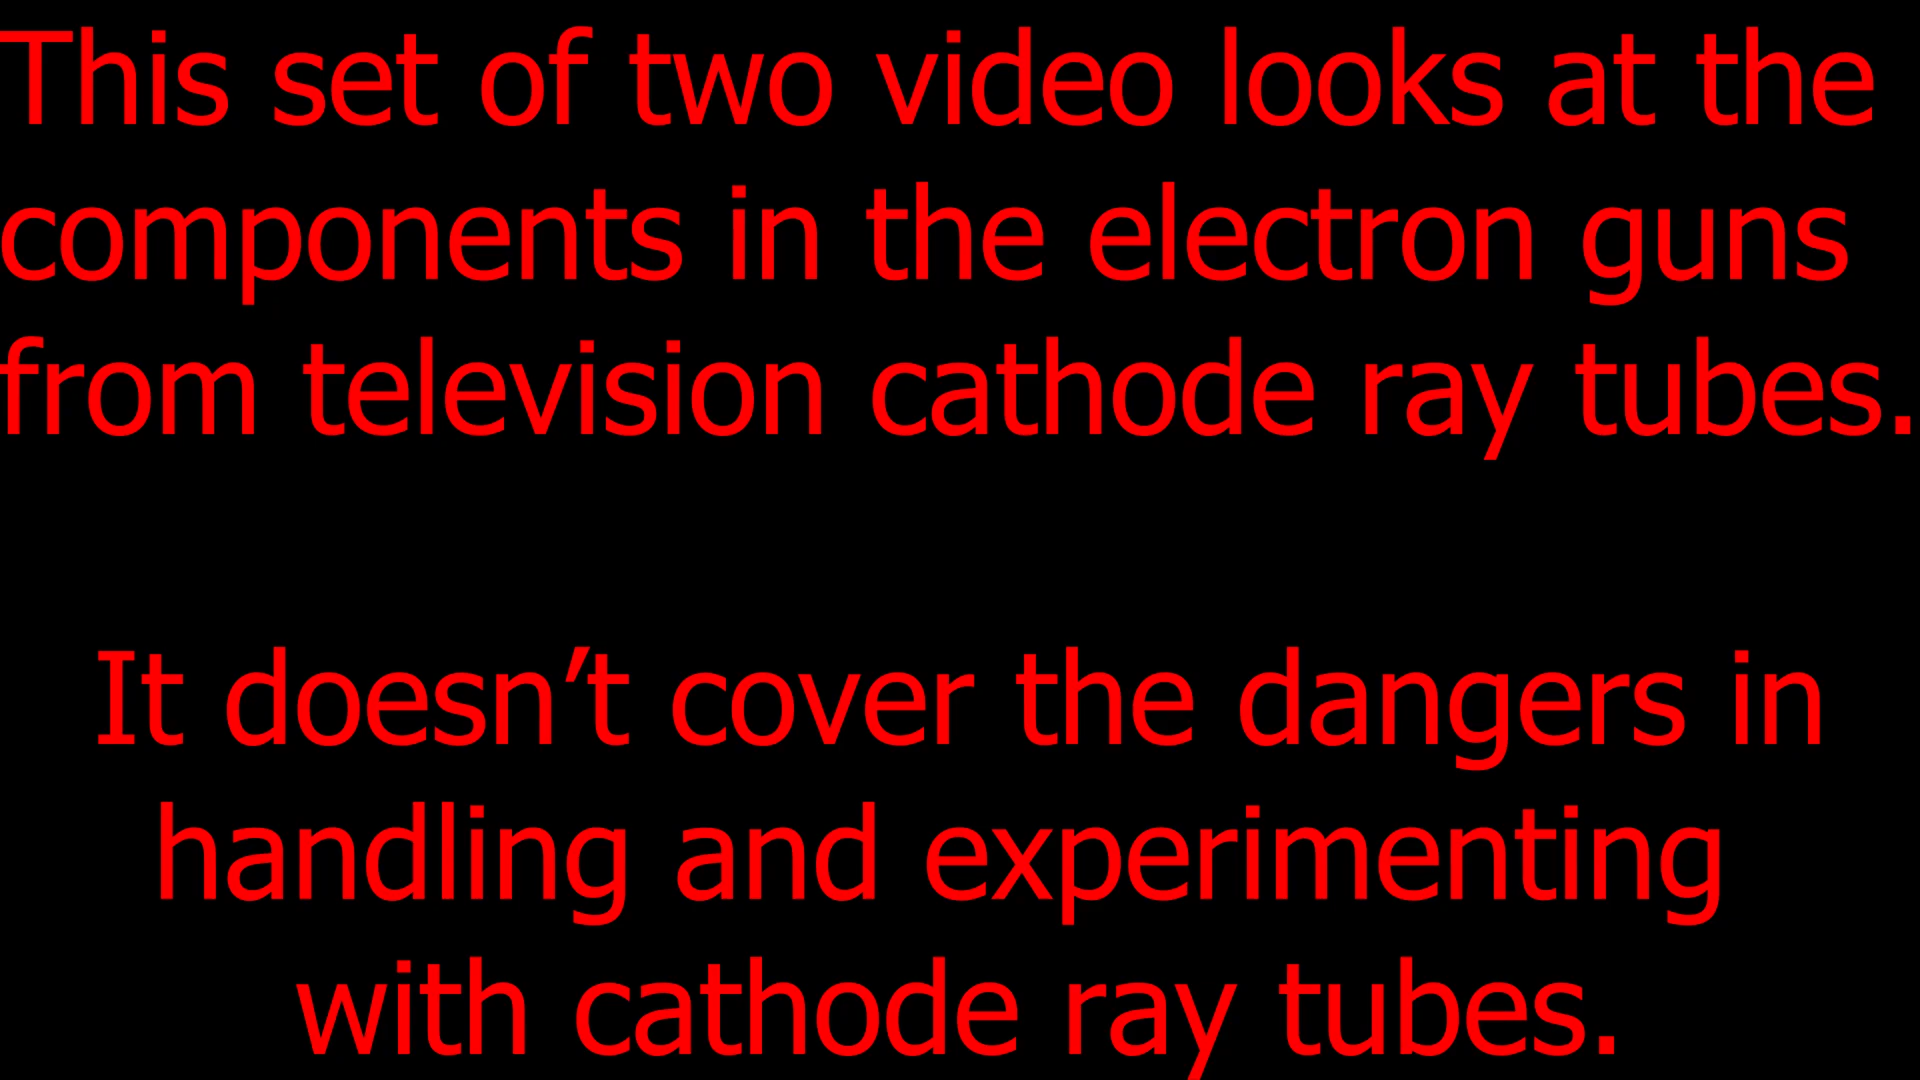 This set of two video looks at the
components in the electron guns
from television cathode ray tubes.
It doesn’t cover the dangers in
handling and experimenting
with cathode ray tubes.